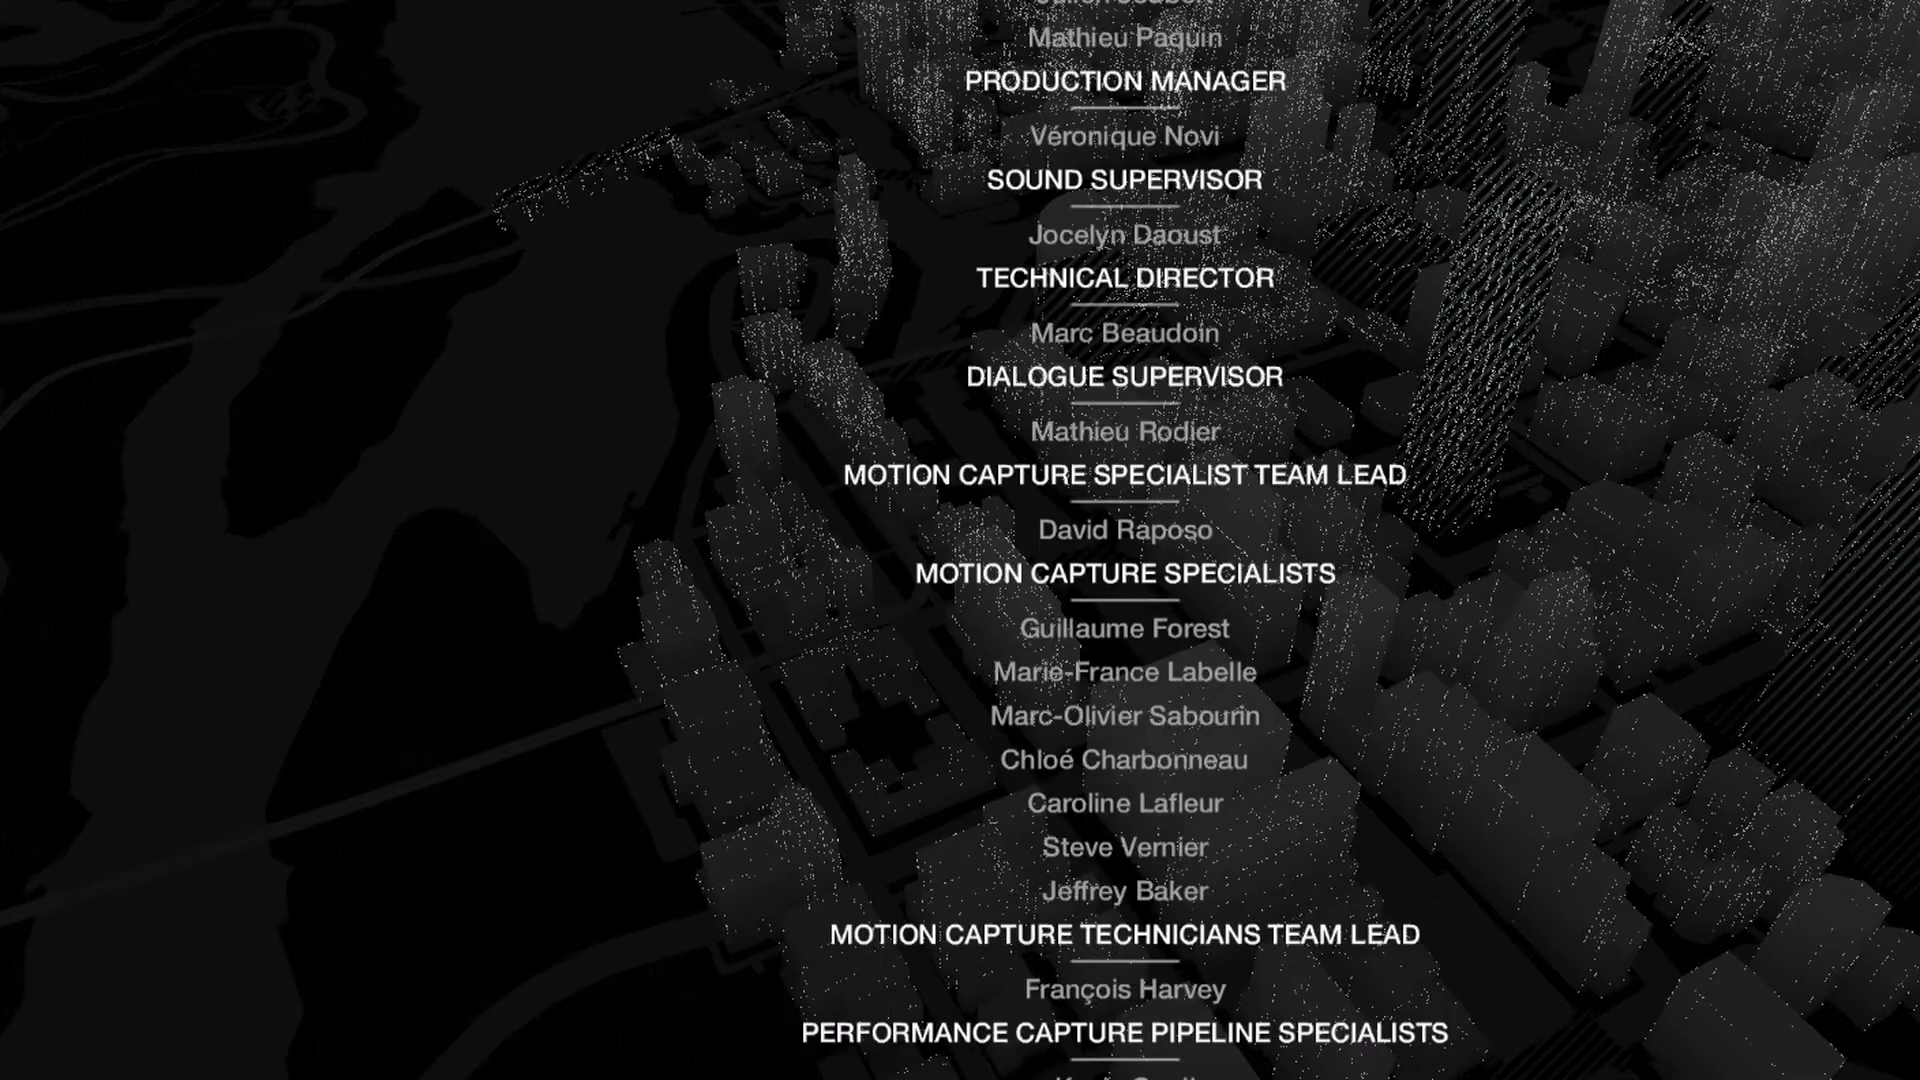 Mathieu Paquin
PRODUCTION MANAGER
Véronique Novi
SOUND SUPERVISOR
Jocelyn Daoust
TECHNICAL DIRECTOR
Marc Beaudoin
DIALOGUE SUPERVISOR
Mathieu Rodier
MOTION CAPTURE SPECIALIST TEAM LEAD
David Raposo
MOTION CAPTURE SPECIALISTS
Guillaume Forest
Marie-France Labelle
Marc-Olivier Sabourin
Chloé Charbonneau
Caroline Lafleur
Steve Vernier
Jeffrey Baker
MOTION CAPTURE TECHNICIANS TEAM LEAD
François Harvey
PERFORMANCE CAPTURE PIPELINE SPECIALISTS